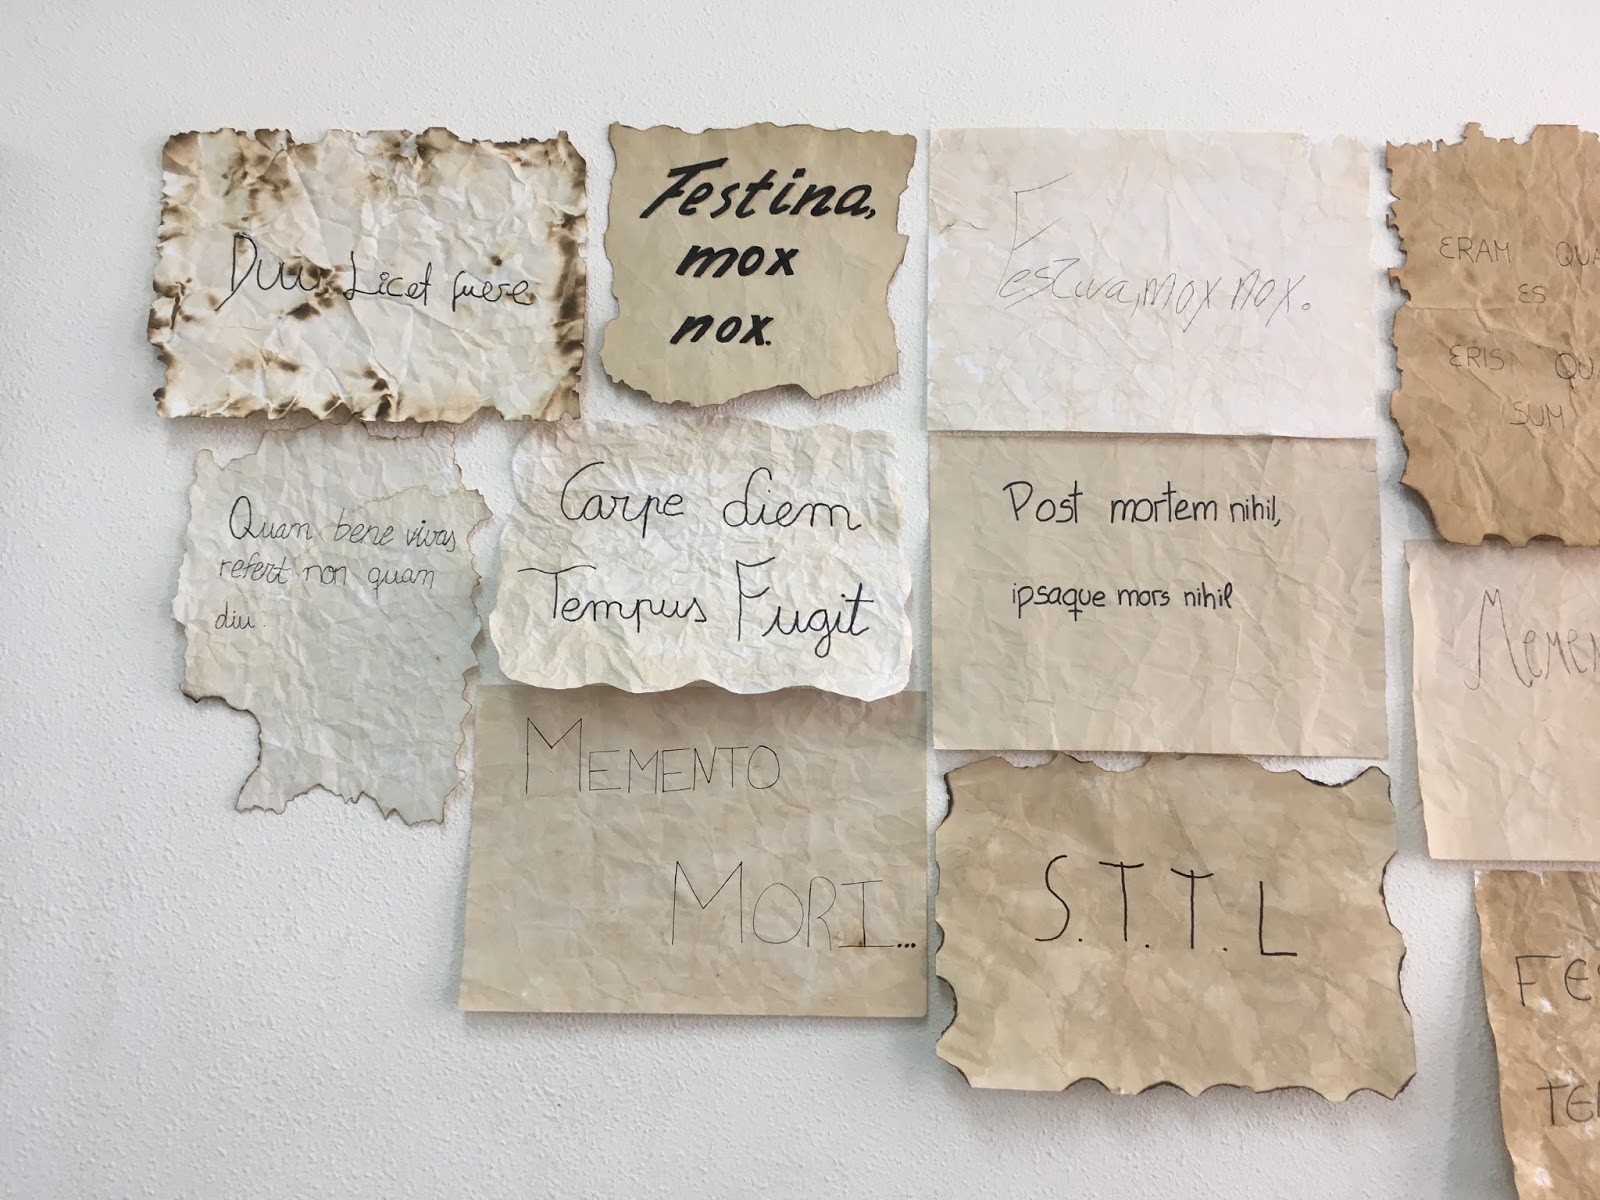 Dum Licet fuere
Festina,
mox
nox.
Festina, mox nox.
ERAM
ES
ERIS
SUM
Quam bene vivas
refert non quam
diu.
Carpe diem
Tempus Fugit
Post mortem nihil,
ipsaque mors nihil
MEMENTO
MORI...
S.T.T.L